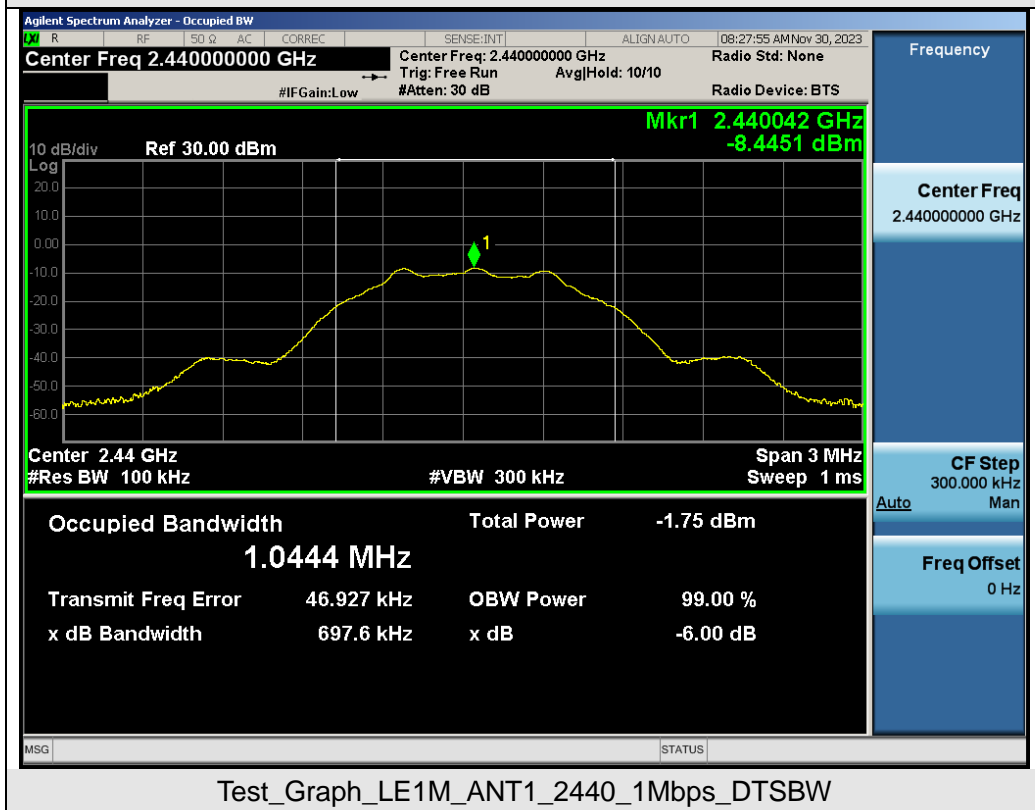 Agilent Spectrum Analyzer - Occupied BW
LXI R RF 50 Ω AC CORREC SENSE:INT ALIGN AUTO 08:27:55 AM Nov 30, 2023
Center Freq 2.440000000 GHz
Center Freq: 2.440000000 GHz
Radio Std: None
Trig: Free Run Avg|Hold: 10/10
#IFGain:Low
#Atten: 30 dB
Radio Device: BTS
Frequency
Mkr1 2.440042 GHz
-8.4451 dBm
10 dB/div Ref 30.00 dBm
Log
20.0
10.0
0.00
-10.0
-20.0
-30.0
-40.0
-50.0
-60.0
1
Center 2.44 GHz
Span 3 MHz
#Res BW 100 kHz
#VBW 300 kHz
Sweep 1 ms
Center Freq
2.440000000 GHz
CF Step
300.000 kHz
Auto Man
Freq Offset
0 Hz
Occupied Bandwidth
Total Power -1.75 dBm
1.0444 MHz
Transmit Freq Error 46.927 kHz
OBW Power 99.00 %
x dB Bandwidth 697.6 kHz
x dB -6.00 dB
MSG
STATUS
Test_Graph_LE1M_ANT1_2440_1Mbps_DTSBW